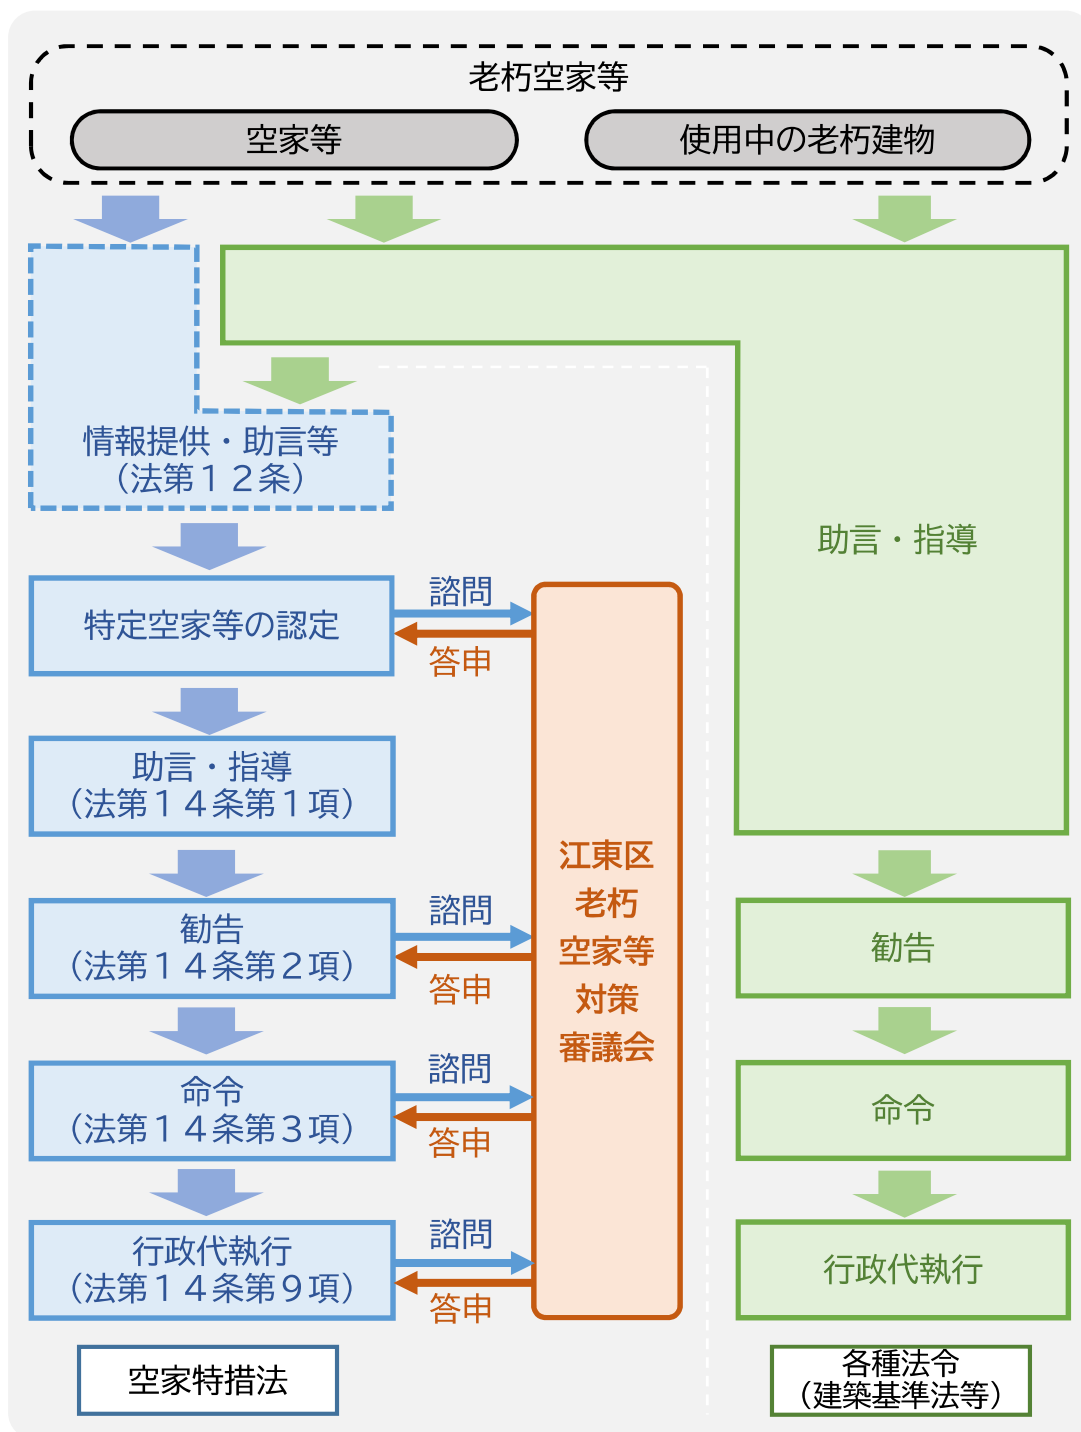 老朽空家等
空家等
使用中の老朽建物
情報提供・助言等
（法第１２条）
助言・指導
特定空家等の認定
諮問
答申
助言・指導
（法第１４条第１項）
江東区
老朽
空家等
対策
審議会
勧告
（法第１４条第２項）
諮問
答申
勧告
命令
（法第１４条第３項）
諮問
答申
命令
行政代執行
（法第１４条第９項）
諮問
答申
行政代執行
空家特措法
各種法令
（建築基準法等）